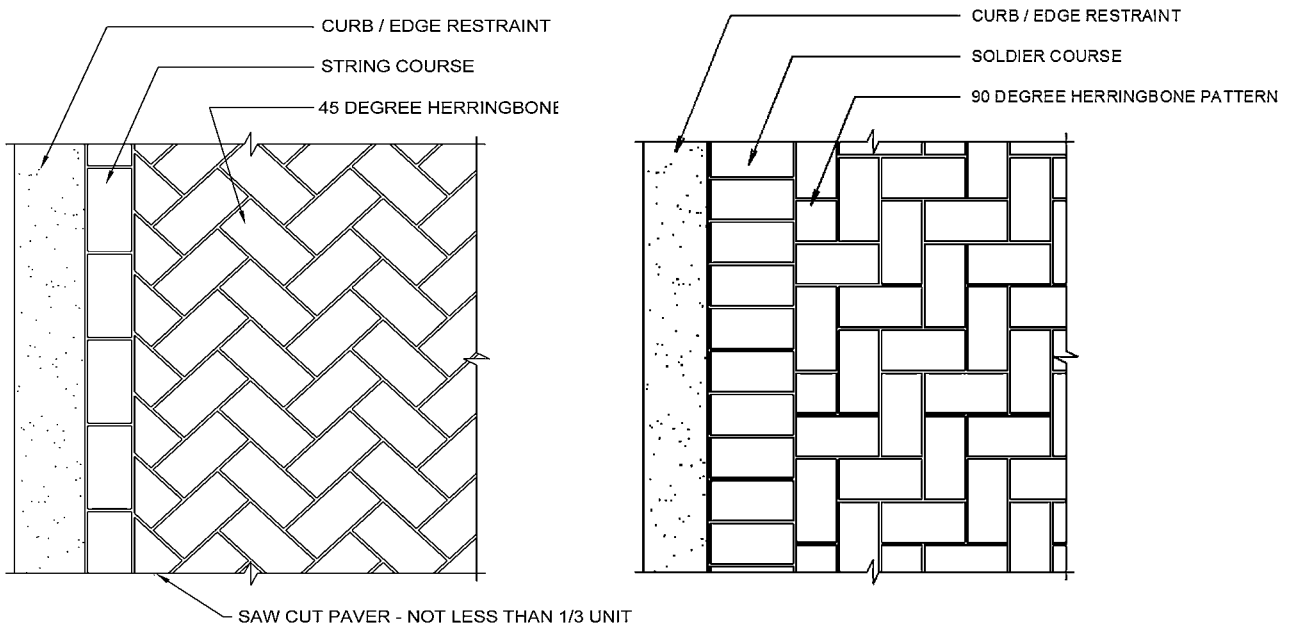 CURB / EDGE RESTRAINT
STRING COURSE
45 DEGREE HERRINGBONE
SAW CUT PAVER - NOT LESS THAN 1/3 UNIT
CURB / EDGE RESTRAINT
SOLDIER COURSE
90 DEGREE HERRINGBONE PATTERN